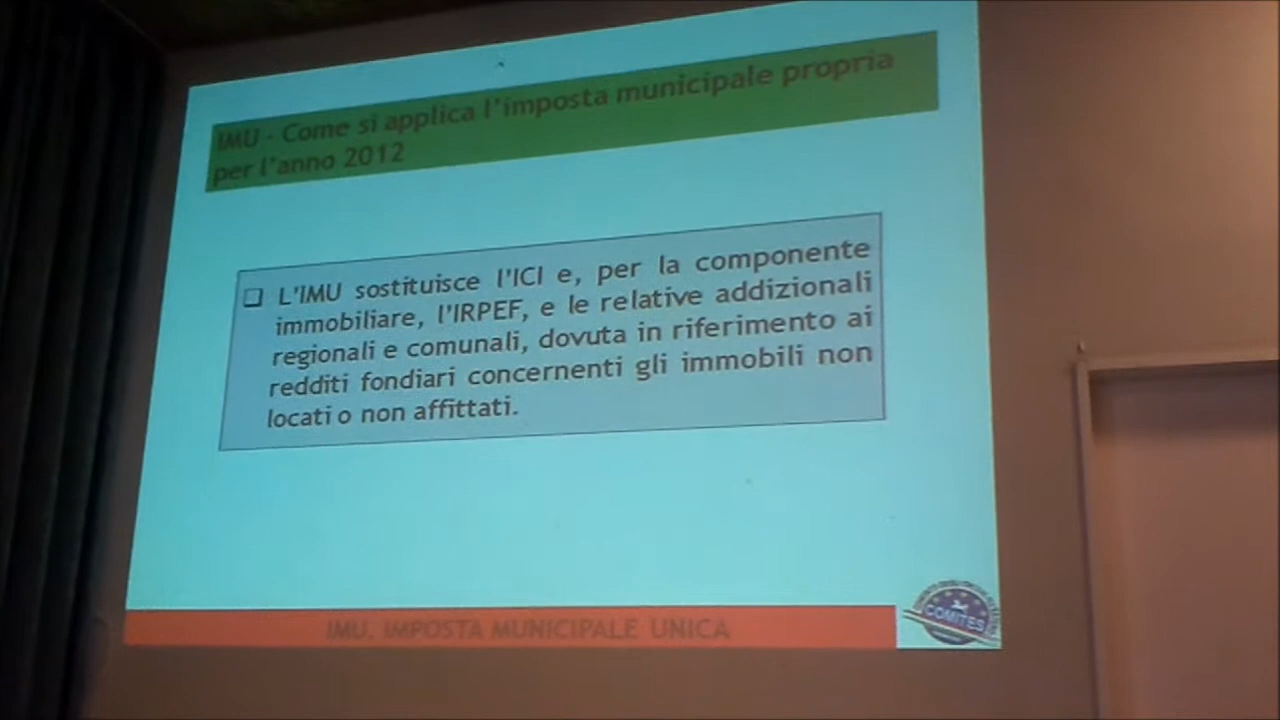 IMU - Come si applica l'imposta municipale propria
per l'anno 2012
❑ L'IMU sostituisce l'ICI e, per la componente
immobiliare, l'IRPEF, e le relative addizionali
regionali e comunali, dovuta in riferimento ai
redditi fondiari concernenti gli immobili non
locati o non affittati.
IMU. IMPOSTA MUNICIPALE UNICA
COMITES